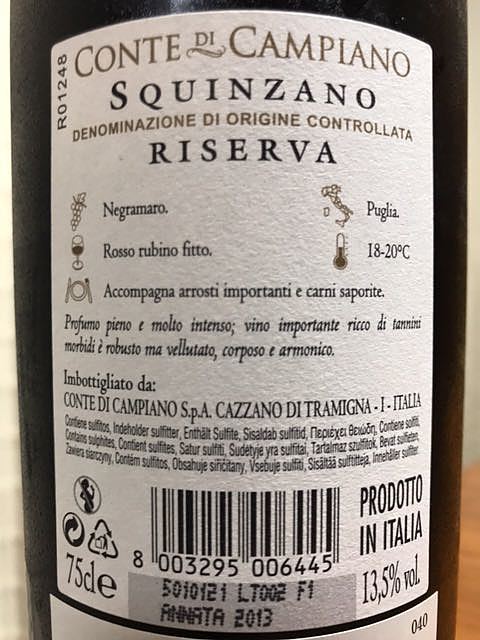 R01248
CONTE DI CAMPIANO
SQUINZANO
DENOMINAZIONE DI ORIGINE CONTROLLATA
RISERVA
Negramaro.
Puglia.
Rosso rubino fitto.
18-20°C
Accompagna arrosti importanti e carni saporite.
Profumo pieno e molto intenso; vino importante ricco di tannini
morbidi è robusto ma vellutato, corposo e armonico.
Imbottigliato da:
CONTE DI CAMPIANO S.p.A. CAZZANO DI TRAMIGNA - I - ITALIA
Contiene solfitos, Indeholder sulfitter, Enthält Sulfite, Sisaldab sulfitid, Περιέχει Θειώδη, Contiene solfiti,
Contains sulphites, Contient sulfites, Satur sulfīti, Sudėtyje yra sulfitai, Tartalmaz szulfitok, Bevat sulfieten,
Zawiera siarczyny, Contém sulfitos, Obsahuje siričitany, Vsebuje sulfiti, Sisältää sulfiitteja, Innehåller sulfiter.
PRODOTTO
IN ITALIA
8 003295 006445
75cl e
13,5% vol.
5010121 LT002 F1
ANNATA 2013
040